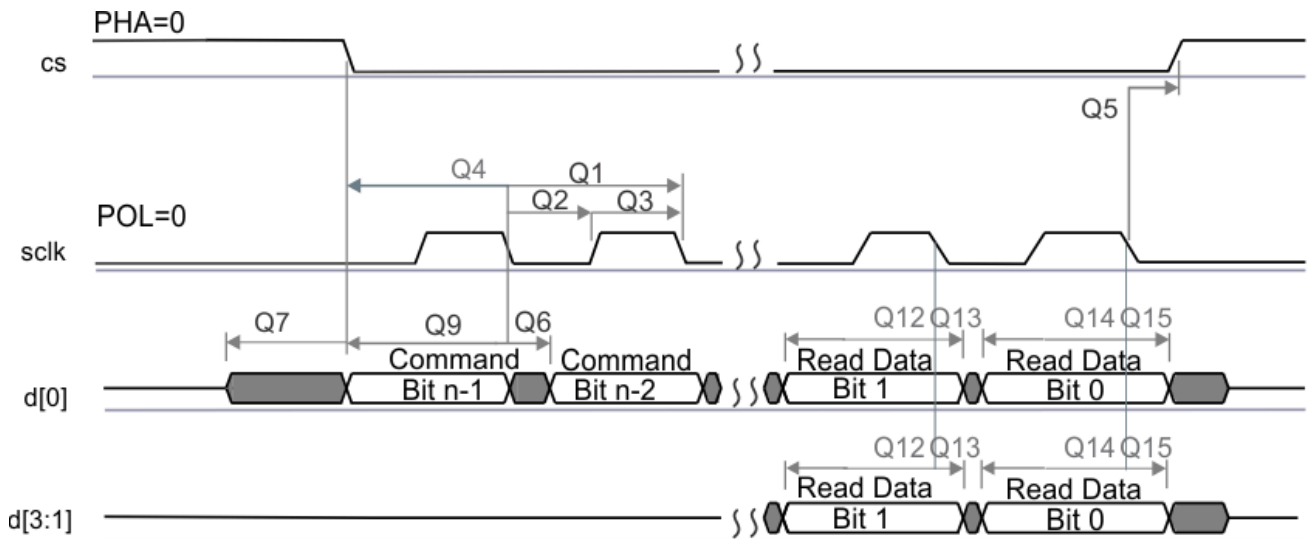 PHA=0
cs
Q5
Q4 Q1
Q2 Q3
POL=0
sclk
Q7 Q9 Q6 Q12 Q13 Q14 Q15
Command Command Read Data Read Data
d[0] Bit n-1 Bit n-2 Bit 1 Bit 0
Q12 Q13 Q14 Q15
Read Data Read Data
d[3:1] Bit 1 Bit 0